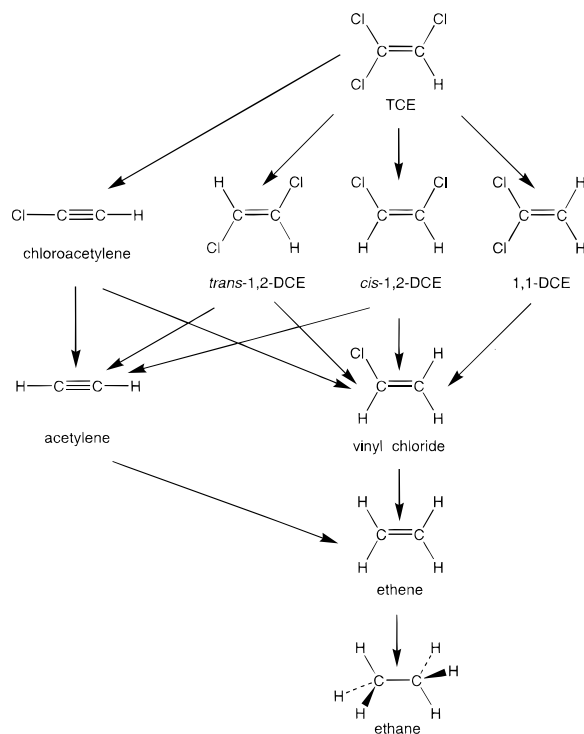 Cl Cl
C C
Cl H
TCE
H Cl Cl Cl Cl H
Cl C C H C C C C C C
Cl H H H Cl H
chloroacetylene
trans-1,2-DCE cis-1,2-DCE 1,1-DCE
Cl H
H C C H C C
H H
acetylene vinyl chloride
H H
C C
H H
ethene
H H
C C H
H
H H
ethane